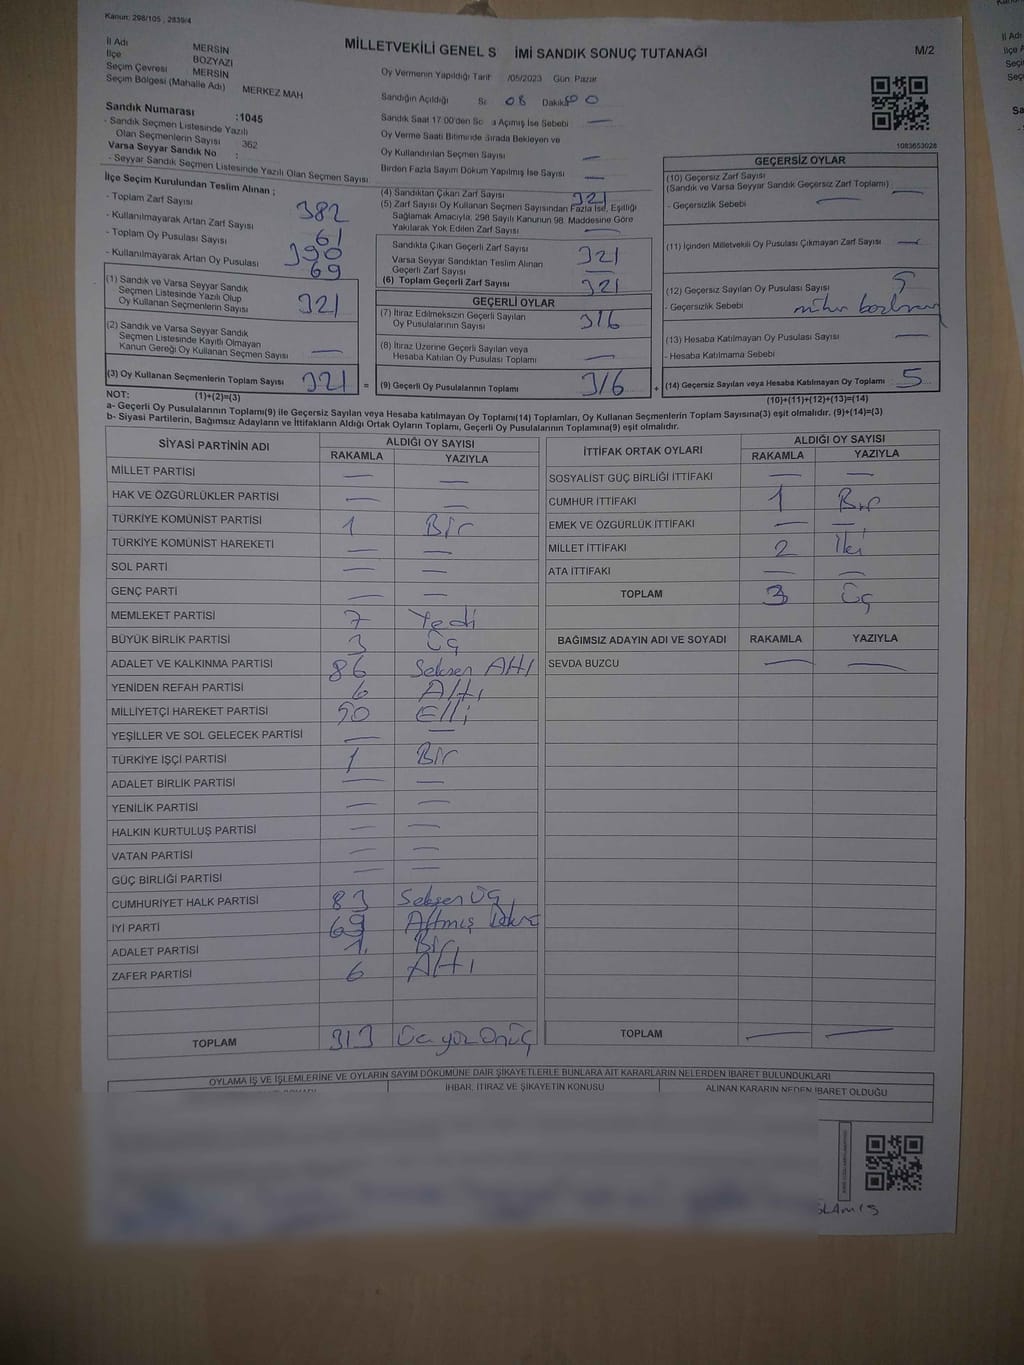 Kanun: 298/105 , 2839/4
MİLLETVEKİLİ GENEL S İMİ SANDIK SONUÇ TUTANAĞI
M/2
İl Adı MERSİN
İlçe BOZYAZI
Seçim Çevresi MERSİN
Seçim Bölgesi (Mahalle Adı) MERKEZ MAH
Sandık Numarası :1045
- Sandık Seçmen Listesinde Yazılı
Olan Seçmenlerin Sayısı 362
Varsa Seyyar Sandık No :
- Seyyar Sandık Seçmen Listesinde Yazılı Olan Seçmen Sayısı
Oy Vermenin Yapıldığı Tarih /05/2023 Gün: Pazar
Sandığın Açıldığı Sa 08 Dakika 00
Sandık Saat 17:00'den So a Açılmış İse Sebebi —
Oy Verme Saati Bitiminde Sırada Bekleyen ve
Oy Kullandırılan Seçmen Sayısı —
Birden Fazla Sayım Döküm Yapılmış İse Sayısı —
1083653028
İlçe Seçim Kurulundan Teslim Alınan ;
- Toplam Zarf Sayısı 382
- Kullanılmayarak Artan Zarf Sayısı 61
- Toplam Oy Pusulası Sayısı 390
- Kullanılmayarak Artan Oy Pusulası 69
(1) Sandık ve Varsa Seyyar Sandık
Seçmen Listesinde Yazılı Olup
Oy Kullanan Seçmenlerin Sayısı 321
(2) Sandık ve Varsa Seyyar Sandık
Seçmen Listesinde Kayıtlı Olmayan
Kanun Gereği Oy Kullanan Seçmen Sayısı —
(3) Oy Kullanan Seçmenlerin Toplam Sayısı 321 =
(4) Sandıktan Çıkan Zarf Sayısı 321
(5) Zarf Sayısı Oy Kullanan Seçmen Sayısından Fazla İse, Eşitliği
Sağlamak Amacıyla; 298 Sayılı Kanunun 98. Maddesine Göre
Yakılarak Yok Edilen Zarf Sayısı —
Sandıkta Çıkan Geçerli Zarf Sayısı 321
Varsa Seyyar Sandıktan Teslim Alınan
Geçerli Zarf Sayısı —
(6) Toplam Geçerli Zarf Sayısı 321
GEÇERLİ OYLAR
(7) İtiraz Edilmeksizin Geçerli Sayılan
Oy Pusulalarının Sayısı 316
(8) İtiraz Üzerine Geçerli Sayılan veya
Hesaba Katılan Oy Pusulası Toplamı —
(9) Geçerli Oy Pusulalarının Toplamı 316 +
GEÇERSİZ OYLAR
(10) Geçersiz Zarf Sayısı
(Sandık ve Varsa Seyyar Sandık Geçersiz Zarf Toplamı) —
- Geçersizlik Sebebi —
(11) İçinden Milletvekili Oy Pusulası Çıkmayan Zarf Sayısı —
(12) Geçersiz Sayılan Oy Pusulası Sayısı 5
- Geçersizlik Sebebi
(13) Hesaba Katılmayan Oy Pusulası Sayısı —
- Hesaba Katılmama Sebebi
(14) Geçersiz Sayılan veya Hesaba Katılmayan Oy Toplamı 5
NOT: (1)+(2)=(3) (10)+(11)+(12)+(13)=(14)
a- Geçerli Oy Pusulalarının Toplamı(9) ile Geçersiz Sayılan veya Hesaba katılmayan Oy Toplamı(14) Toplamları, Oy Kullanan Seçmenlerin Toplam Sayısına(3) eşit olmalıdır. (9)+(14)=(3)
b- Siyasi Partilerin, Bağımsız Adayların ve İttifakların Aldığı Ortak Oyların Toplamı, Geçerli Oy Pusulalarının Toplamına(9) eşit olmalıdır.
SİYASİ PARTİNİN ADI ALDIĞI OY SAYISI
RAKAMLA YAZIYLA
MİLLET PARTİSİ — —
HAK VE ÖZGÜRLÜKLER PARTİSİ — —
TÜRKİYE KOMÜNİST PARTİSİ 1 Bir
TÜRKİYE KOMÜNİST HAREKETİ — —
SOL PARTİ — —
GENÇ PARTİ — —
MEMLEKET PARTİSİ 7 Yedi
BÜYÜK BİRLİK PARTİSİ 3 Üç
ADALET VE KALKINMA PARTİSİ 86 Seksen Altı
YENİDEN REFAH PARTİSİ 6 Altı
MİLLİYETÇİ HAREKET PARTİSİ 50 Elli
YEŞİLLER VE SOL GELECEK PARTİSİ — —
TÜRKİYE İŞÇİ PARTİSİ 1 Bir
ADALET BİRLİK PARTİSİ — —
YENİLİK PARTİSİ — —
HALKIN KURTULUŞ PARTİSİ — —
VATAN PARTİSİ — —
GÜÇ BİRLİĞİ PARTİSİ — —
CUMHURİYET HALK PARTİSİ 83 Seksen Üç
İYİ PARTİ 69 Altmış
ADALET PARTİSİ 1 Bir
ZAFER PARTİSİ 6 Altı
TOPLAM 313 Üçyüz Onüç
İTTİFAK ORTAK OYLARI ALDIĞI OY SAYISI
RAKAMLA YAZIYLA
SOSYALİST GÜÇ BİRLİĞİ İTTİFAKI — —
CUMHUR İTTİFAKI 1 Bir
EMEK VE ÖZGÜRLÜK İTTİFAKI — —
MİLLET İTTİFAKI 2 İki
ATA İTTİFAKI — —
TOPLAM 3 Üç
BAĞIMSIZ ADAYIN ADI VE SOYADI RAKAMLA YAZIYLA
SEVDA BUZCU — —
TOPLAM — —
OYLAMA İŞ VE İŞLEMLERİNE VE OYLARIN SAYIM DÖKÜMÜNE DAİR ŞİKAYETLERLE BUNLARA AİT KARARLARIN NELERDEN İBARET BULUNDUKLARI
İHBAR, İTİRAZ VE ŞİKAYETİN KONUSU ALINAN KARARIN NEDEN İBARET OLDUĞU